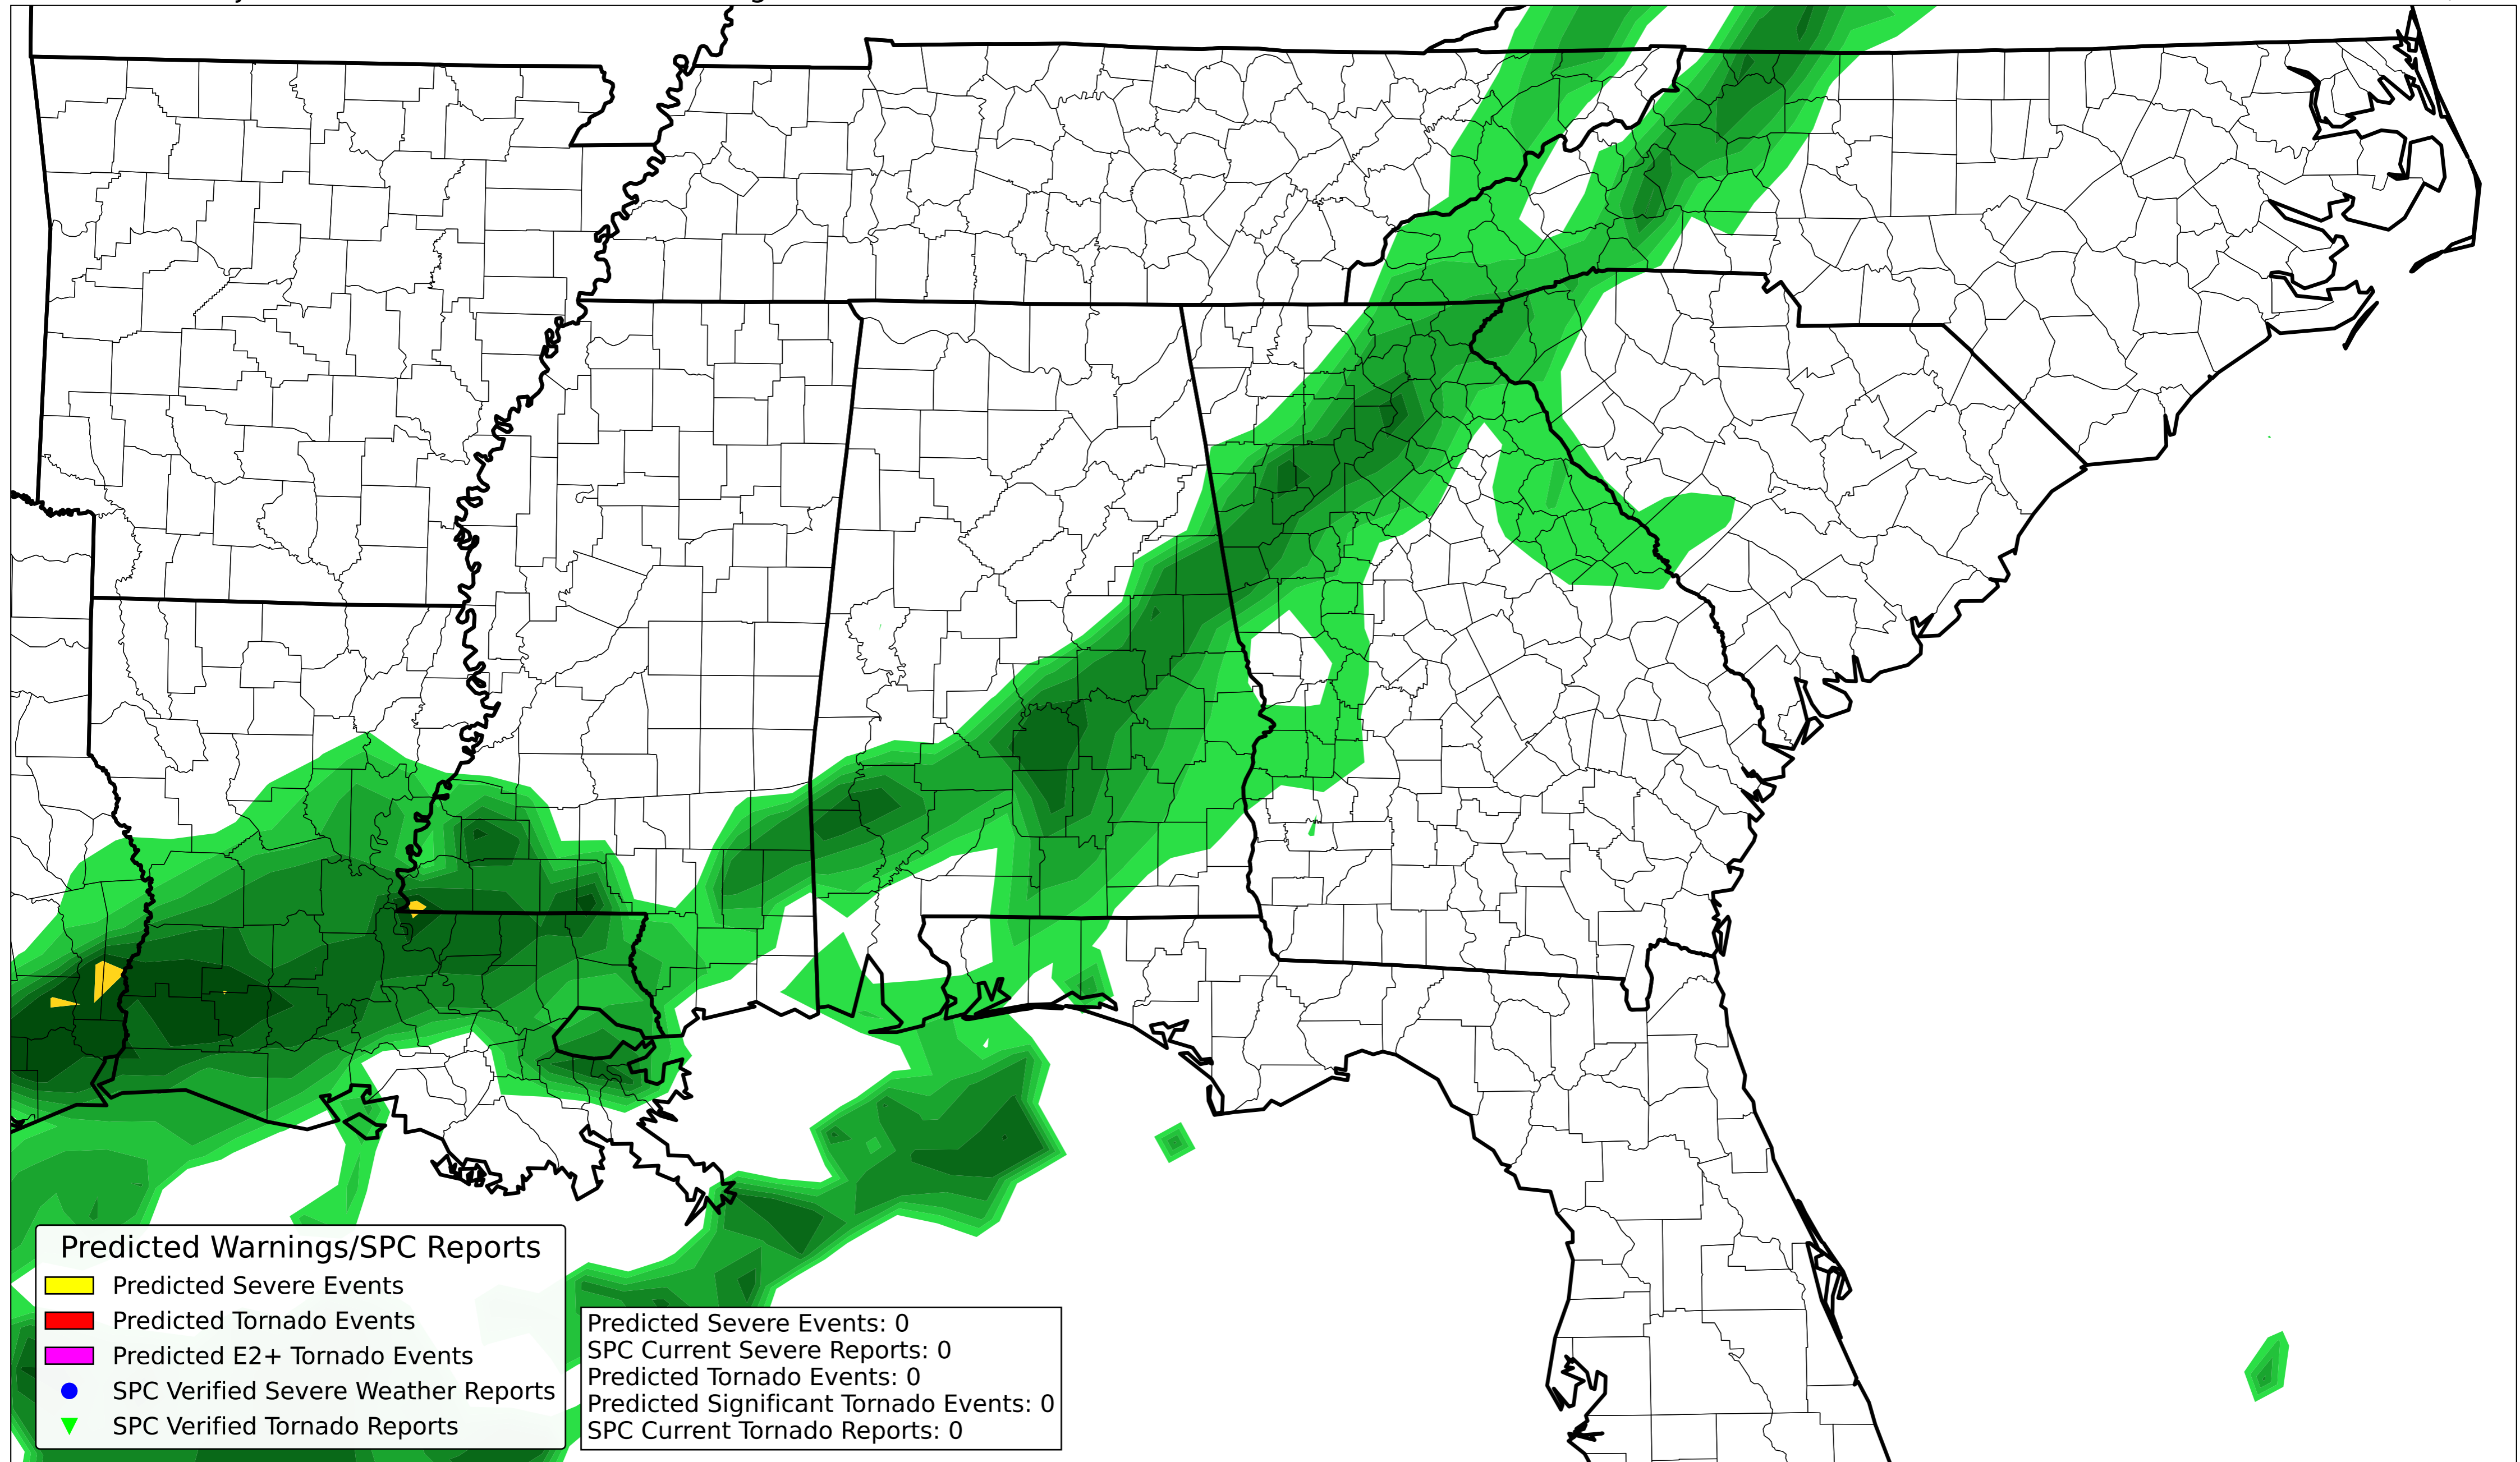 Predicted Warnings/SPC Reports
Predicted Severe Events
Predicted Tornado Events
Predicted E2+ Tornado Events
SPC Verified Severe Weather Reports
SPC Verified Tornado Reports
Predicted Severe Events: 0
SPC Current Severe Reports: 0
Predicted Tornado Events: 0
Predicted Significant Tornado Events: 0
SPC Current Tornado Reports: 0